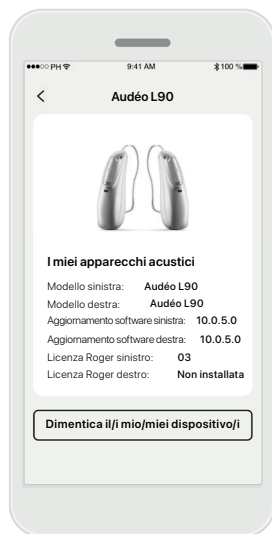 ●●●○○ PH 9:41 AM 100 %
Audéo L90
I miei apparecchi acustici
Modello sinistra: Audéo L90
Modello destra: Audéo L90
Aggiornamento software sinistra: 10.0.5.0
Aggiornamento software destra: 10.0.5.0
Licenza Roger sinistro: 03
Licenza Roger destro: Non installata
Dimentica il/i mio/miei dispositivo/i